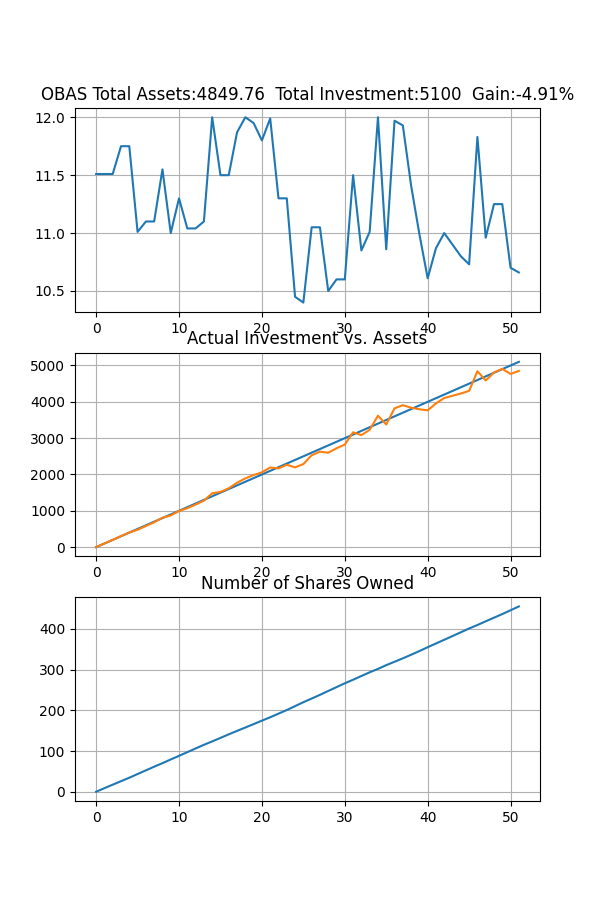 OBAS Total Assets:4849.76  Total Investment:5100  Gain:-4.91%
12.0
11.5
11.0
10.5
0 10 20 30 40 50
Actual Investment vs. Assets
5000
4000
3000
2000
1000
0
0 10 20 30 40 50
Number of Shares Owned
400
300
200
100
0
0 10 20 30 40 50